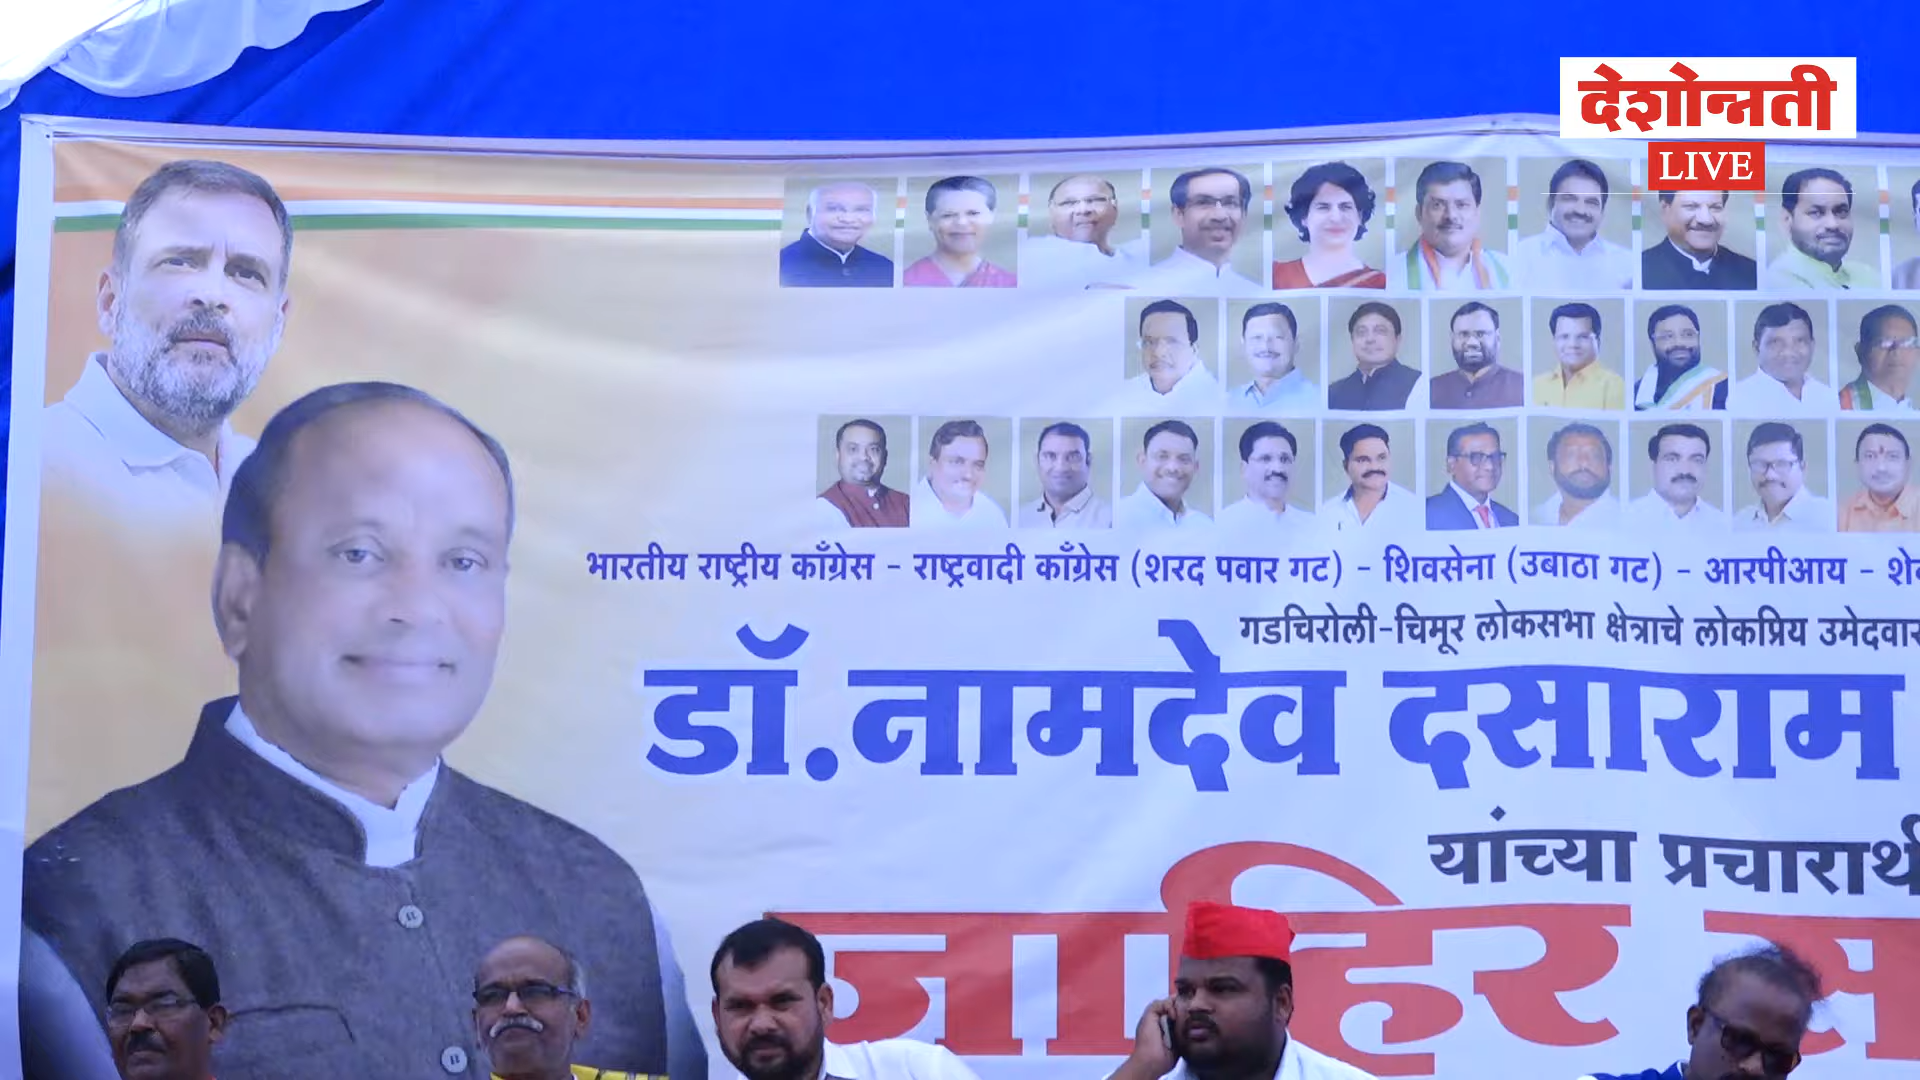 देशोन्नती
LIVE
भारतीय राष्ट्रीय काँग्रेस - राष्ट्रवादी काँग्रेस (शरद पवार गट) - शिवसेना (उबाठा गट) - आरपीआय -
गडचिरोली-चिमूर लोकसभा क्षेत्राचे लोकप्रिय उमेदवार
डॉ.नामदेव दसाराम
यांच्या प्रचारार्थ
जाहिर